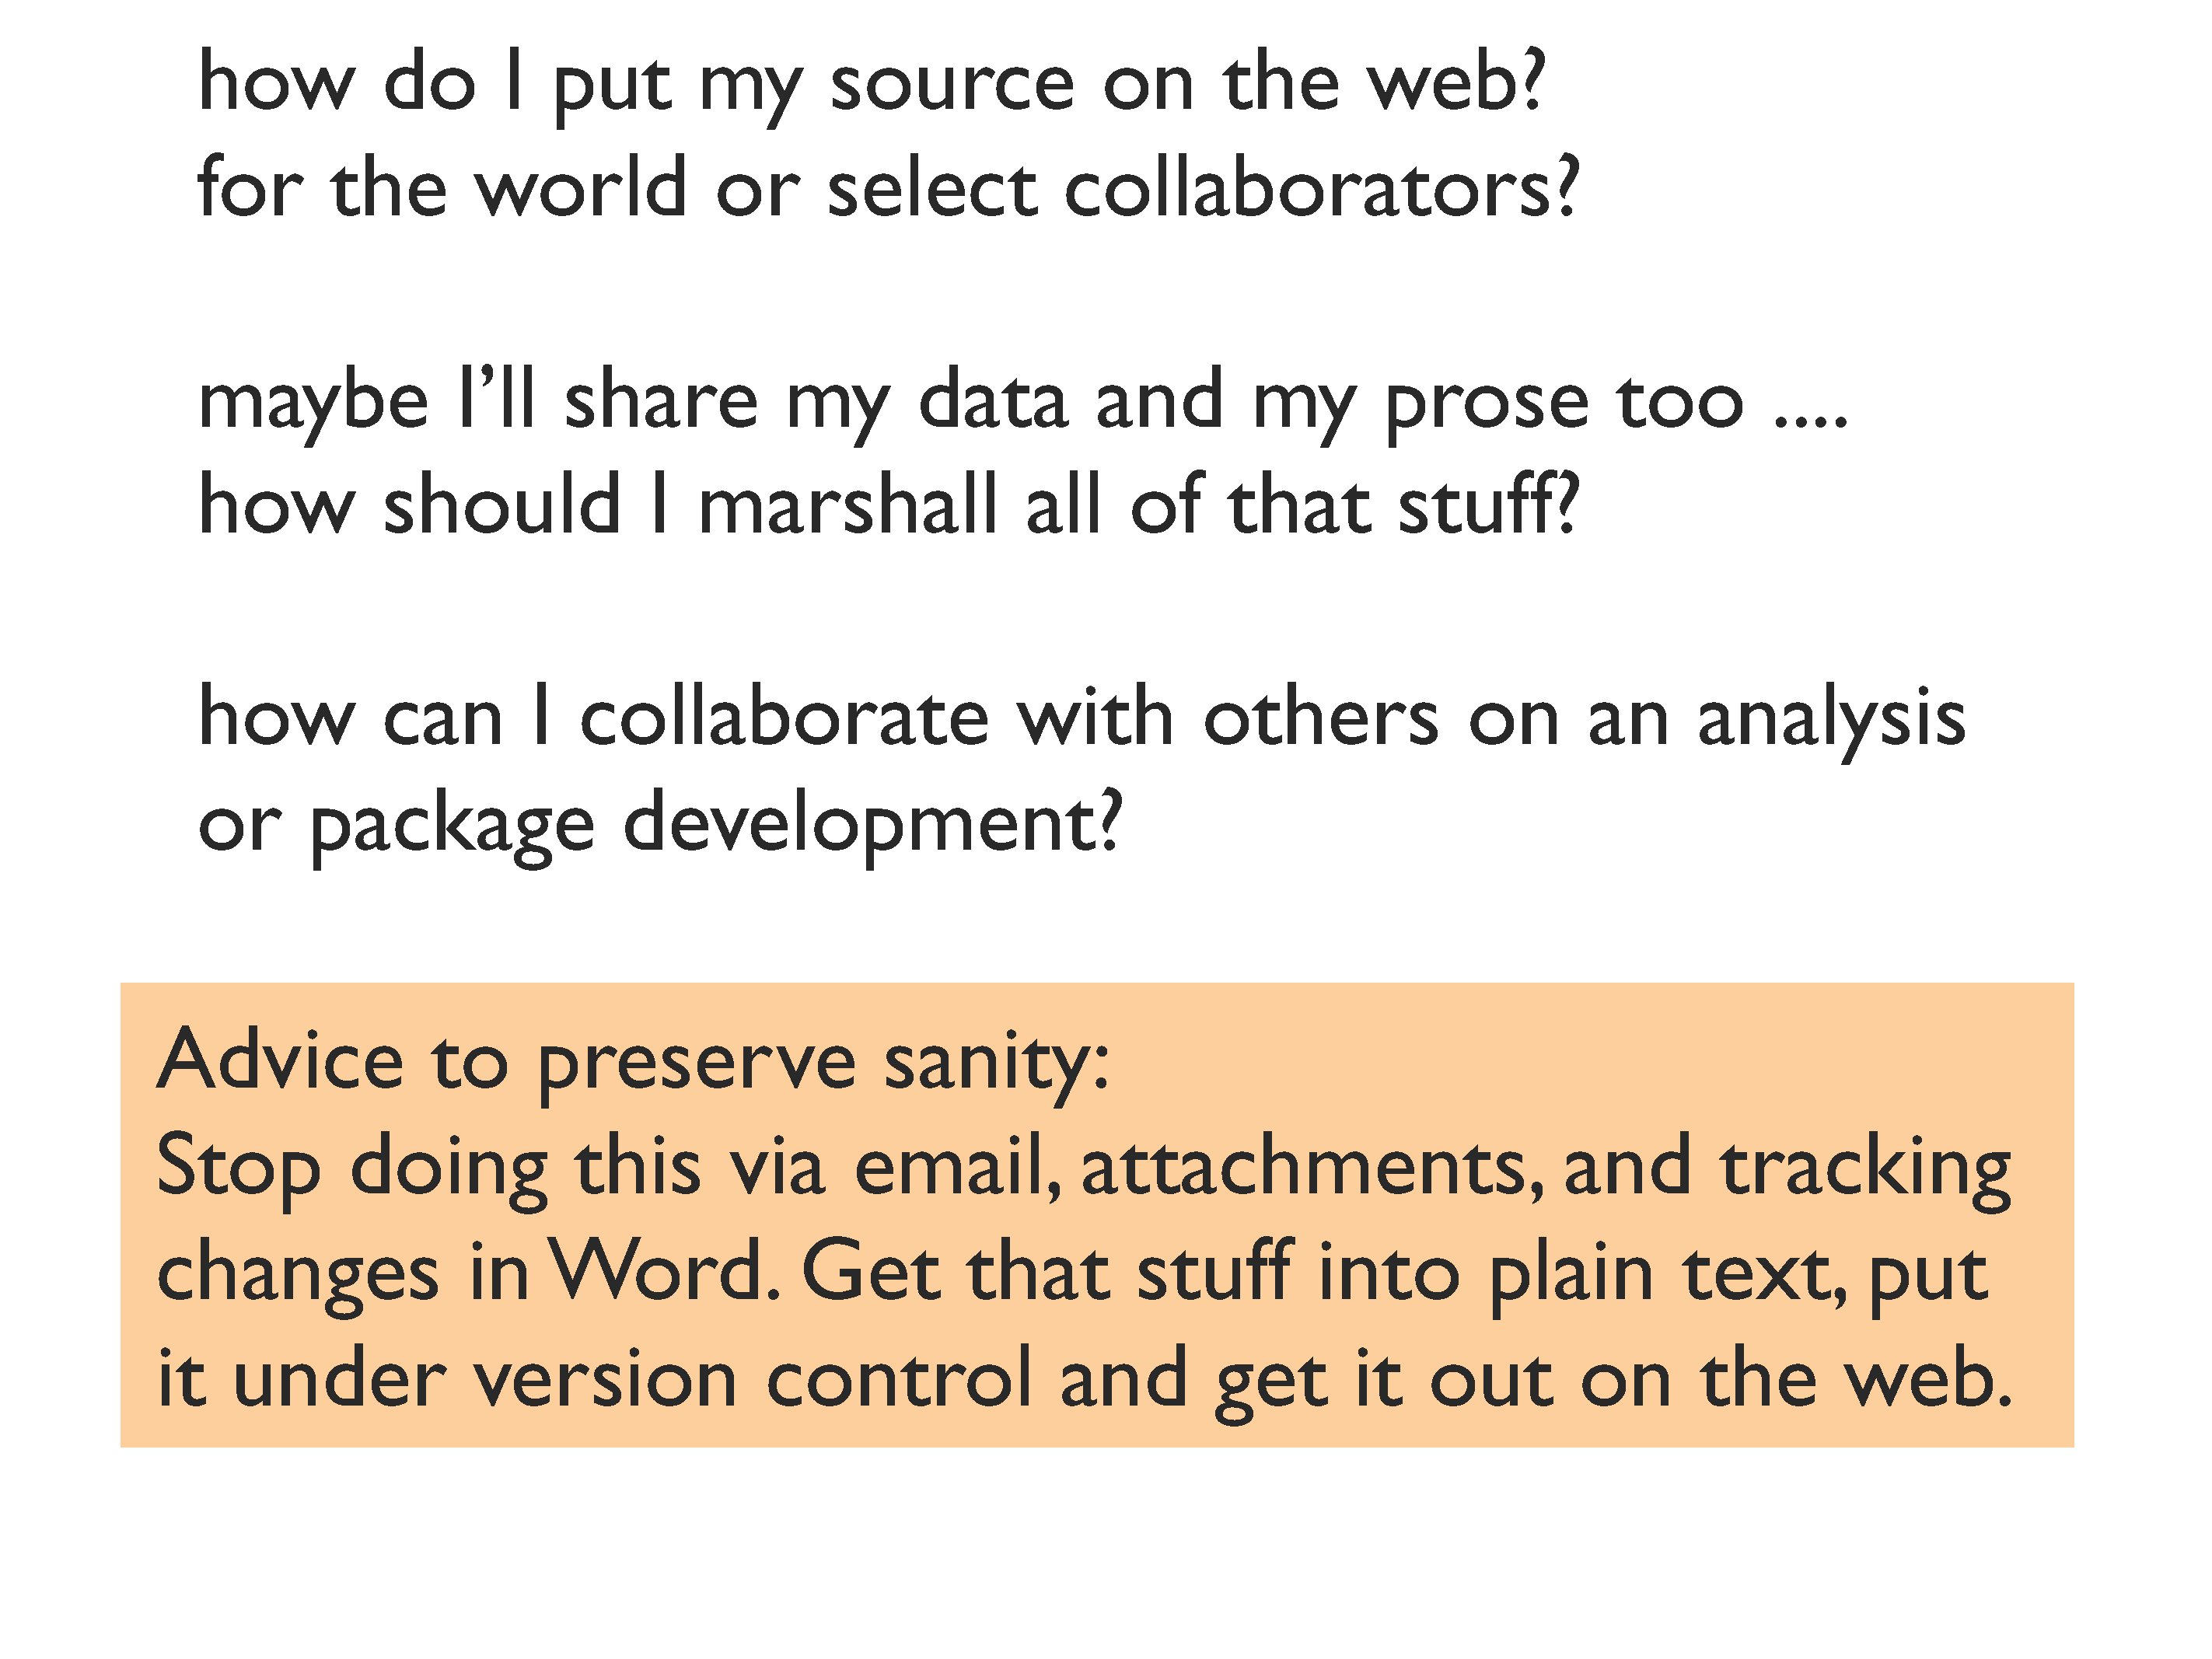 how do I put my source on the web?
for the world or select collaborators?
maybe I’ll share my data and my prose too ....
how should I marshall all of that stuff?
how can I collaborate with others on an analysis
or package development?
Advice to preserve sanity:
Stop doing this via email, attachments, and tracking
changes in Word. Get that stuff into plain text, put
it under version control and get it out on the web.